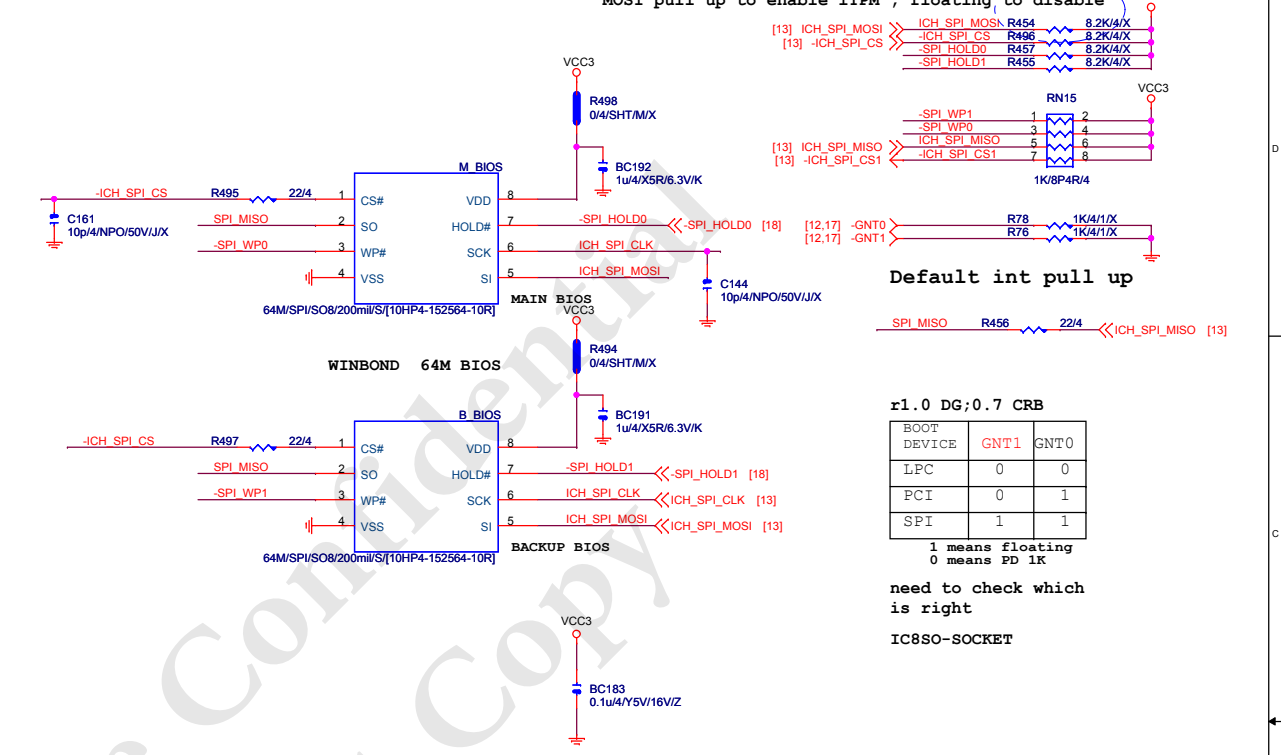 MOSI pull up to enable iTPM , floating to disable
[13] ICH_SPI_MOSI ICH_SPI_MOSI R454 8.2K/4/X
[13] -ICH_SPI_CS -ICH_SPI_CS R496 8.2K/4/X
-SPI_HOLD0 R457 8.2K/4/X
-SPI_HOLD1 R455 8.2K/4/X
VCC3
R498
0/4/SHT/M/X
VCC3
RN15
-SPI_WP1 1 2
-SPI_WP0 3 4
[13] ICH_SPI_MISO ICH_SPI_MISO 5 6
[13] -ICH_SPI_CS1 -ICH_SPI_CS1 7 8
1K/8P4R/4
D
M_BIOS
BC192
1u/4/X5R/6.3V/K
-ICH_SPI_CS R495 22/4 1 CS# VDD 8
C161
10p/4/NPO/50V/J/X
SPI_MISO 2 SO HOLD# 7 -SPI_HOLD0 -SPI_HOLD0 [18]
-SPI_WP0 3 WP# SCK 6 ICH_SPI_CLK
4 VSS SI 5 ICH_SPI_MOSI
C144
10p/4/NPO/50V/J/X
64M/SPI/SO8/200mil/S/[10HP4-152564-10R]
MAIN BIOS
[12,17] -GNT0 R78 1K/4/1/X
[12,17] -GNT1 R76 1K/4/1/X
Default int pull up
SPI_MISO R456 22/4 ICH_SPI_MISO [13]
VCC3
R494
0/4/SHT/M/X
WINBOND 64M BIOS
B_BIOS
BC191
1u/4/X5R/6.3V/K
-ICH_SPI_CS R497 22/4 1 CS# VDD 8
SPI_MISO 2 SO HOLD# 7 -SPI_HOLD1 -SPI_HOLD1 [18]
-SPI_WP1 3 WP# SCK 6 ICH_SPI_CLK ICH_SPI_CLK [13]
4 VSS SI 5 ICH_SPI_MOSI ICH_SPI_MOSI [13]
64M/SPI/SO8/200mil/S/[10HP4-152564-10R]
BACKUP BIOS
r1.0 DG;0.7 CRB
BOOT
DEVICE GNT1 GNT0
LPC 0 0
PCI 0 1
SPI 1 1
1 means floating
0 means PD 1K
need to check which
is right
IC8SO-SOCKET
C
VCC3
BC183
0.1u/4/Y5V/16V/Z
Confidential
Copy